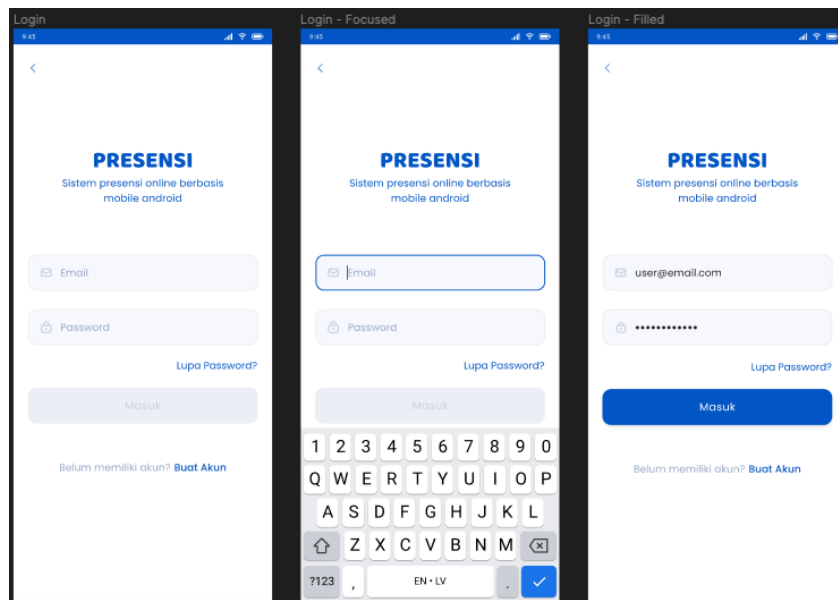 Login
9:45
PRESENSI
Sistem presensi online berbasis
mobile android
Email
Password
Lupa Password?
Masuk
Belum memiliki akun? Buat Akun
Login - Focused
9:45
PRESENSI
Sistem presensi online berbasis
mobile android
Email
Password
Lupa Password?
Masuk
1 2 3 4 5 6 7 8 9 0
Q W E R T Y U I O P
A S D F G H J K L
Z X C V B N M
?123 , EN • LV .
Login - Filled
9:45
PRESENSI
Sistem presensi online berbasis
mobile android
user@email.com
••••••••••••
Lupa Password?
Masuk
Belum memiliki akun? Buat Akun